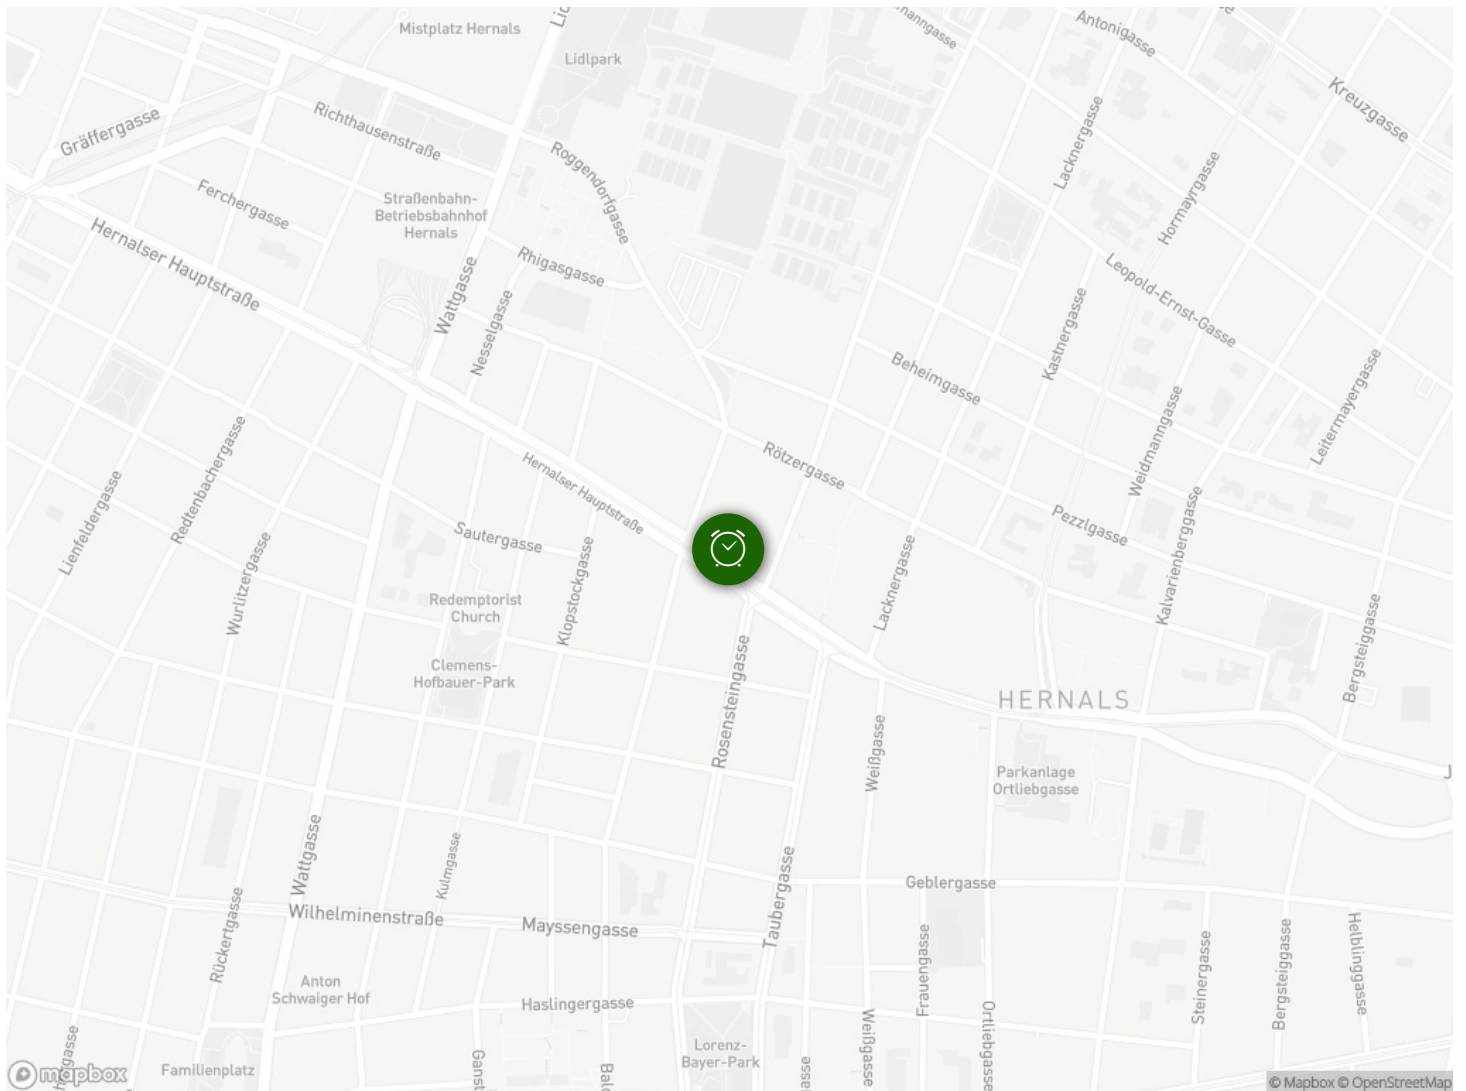 Mistplatz Hernals
Lidlpark
Antonigasse
Kreuzgasse
Gräffergasse
Richthausenstraße
Roggendorfgasse
Lacknergasse
Hormayrgasse
Ferchergasse
Straßenbahn-
Betriebsbahnhof
Hernals
Hernalser Hauptstraße
Wattgasse
Rhigasgasse
Nesselgasse
Leopold-Ernst-Gasse
Kastnergasse
Beheimgasse
Leitermayergasse
Weidmanngasse
Redtenbachergasse
Lienfeldergasse
Hernalser Hauptstraße
Rötzergasse
Pezzlgasse
Kalvarienberggasse
Sautergasse
Klopstockgasse
Wurlitzergasse
Lacknergasse
Redemptorist
Church
Bergsteiggasse
Clemens-
Hofbauer-Park
Rosensteingasse
HERNALS
Weißgasse
Parkanlage
Ortliebgasse
J
Wattgasse
Kulmgasse
Taubergasse
Geblergasse
Wilhelminenstraße
Mayssengasse
Rückertgasse
Frauengasse
Steinergasse
Bergsteiggasse
Helblinggasse
Anton
Schwaiger Hof
Haslingergasse
Weißgasse
Ortliebgasse
Lorenz-
Bayer-Park
Familienplatz
Ganst
gasse
mapbox
© Mapbox © OpenStreetMap